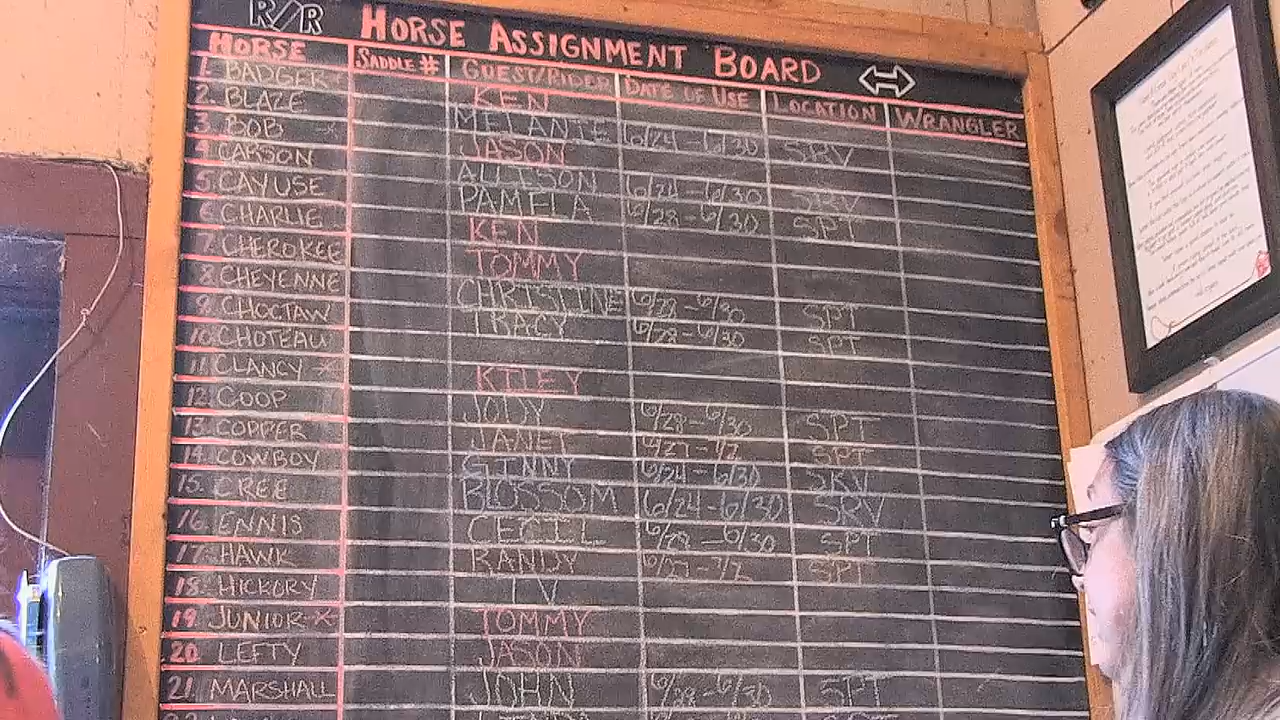 R/R HORSE ASSIGNMENT BOARD
HORSE SADDLE # GUEST/RIDER DATE OF USE LOCATION WRANGLER
1. BADGER KEN
2. BLAZE MELANIE 6/24-6/30 SRV
3. BOB JASON
4. CARSON ALLISON 6/24-6/30 SRV
5. CAYUSE PAMELA 6/28-6/30 SPT
6. CHARLIE KEN
7. CHEROKEE TOMMY
8. CHEYENNE CHRISTINE 6/28-6/30 SPT
9. CHOCTAW TRACY 6/28-6/30 SPT
10. CHOTEAU
11. CLANCY KILEY
12. COOP JODY 6/28-6/30 SPT
13. COPPER JANET 6/27-7/2 SPT
14. COWBOY GINNY 6/24-6/30 SRV
15. CREE BLOSSOM 6/24-6/30 SRV
16. ENNIS CECIL 6/29-6/30 SPT
17. HAWK RANDY 6/27-7/2 SPT
18. HICKORY TV
19. JUNIOR TOMMY
20. LEFTY JASON
21. MARSHALL JOHN 6/28-6/30 SPT